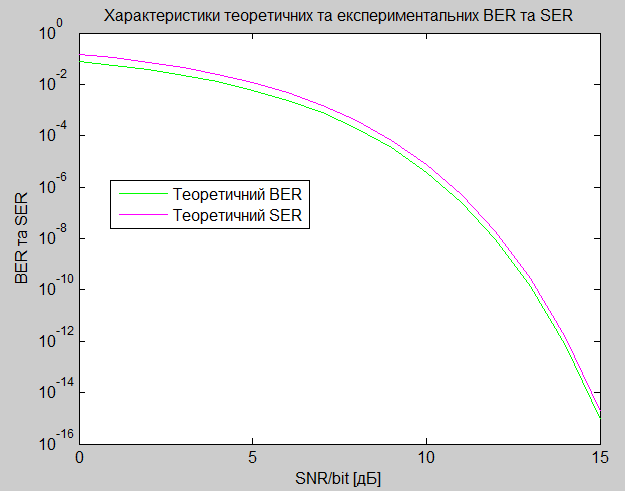 Характеристики теоретичних та експериментальних BER та SER
BER та SER
10^0
10^-2
10^-4
10^-6
10^-8
10^-10
10^-12
10^-14
10^-16
Теоретичний BER
Теоретичний SER
0 5 10 15
SNR/bit [дБ]